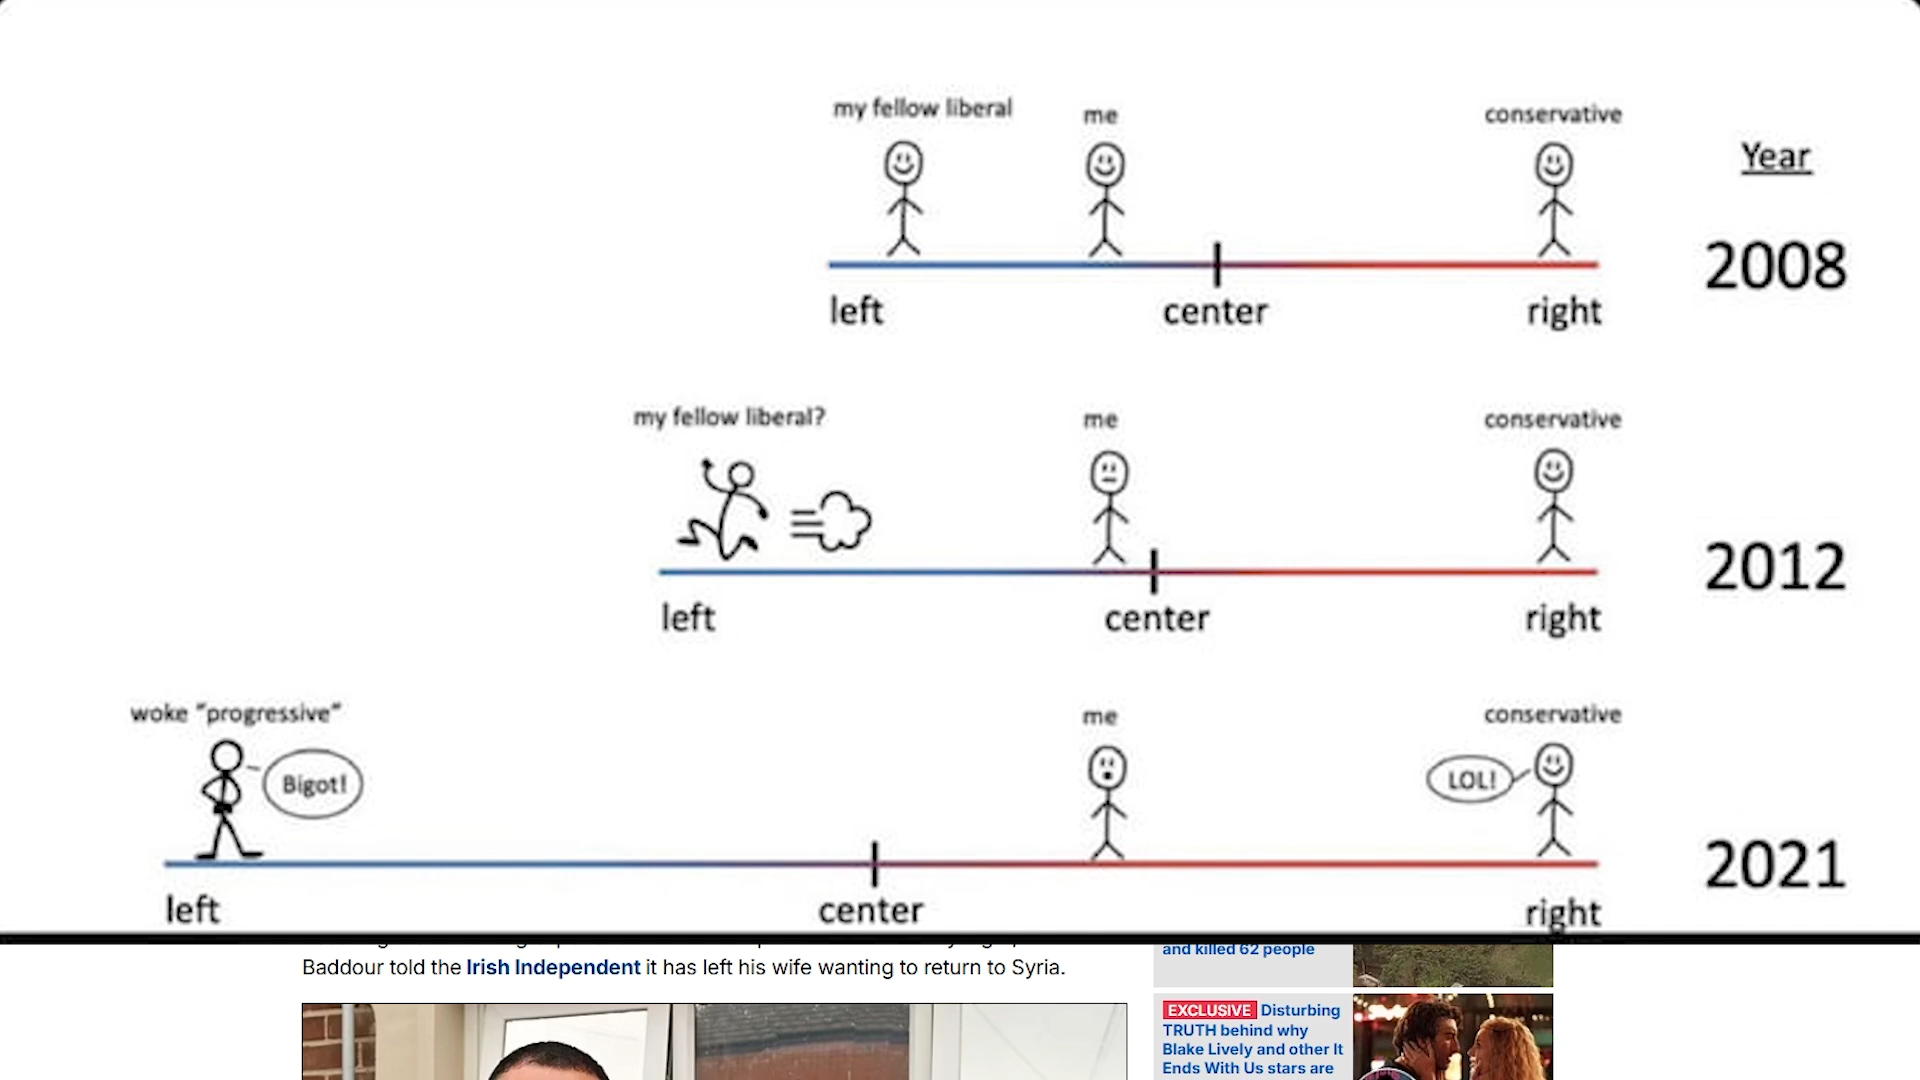 my fellow liberal
me
conservative
Year
2008
left
center
right
my fellow liberal?
me
conservative
2012
left
center
right
woke "progressive"
me
conservative
Bigot!
LOL!
2021
left
center
right
Baddour told the Irish Independent it has left his wife wanting to return to Syria.
and killed 62 people
EXCLUSIVE Disturbing
TRUTH behind why
Blake Lively and other It
Ends With Us stars are